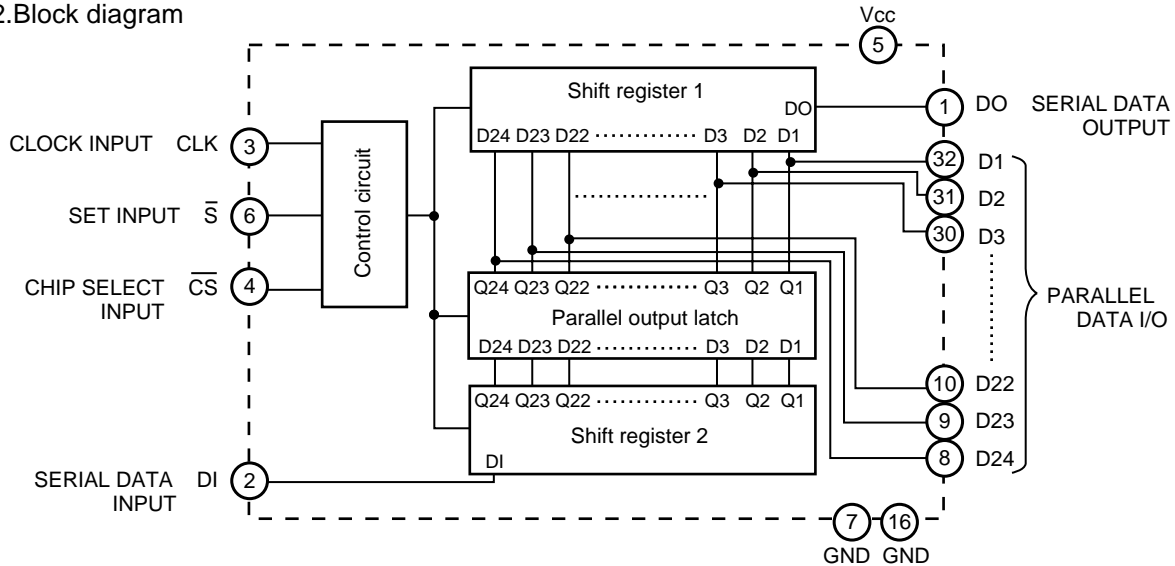 2.Block diagram
Vcc
5
Shift register 1
DO
1 DO SERIAL DATA OUTPUT
D24 D23 D22 ············· D3 D2 D1
CLOCK INPUT CLK 3
32 D1
31 D2
30 D3
Control circuit
SET INPUT S̅ 6
CHIP SELECT INPUT C̅S̅ 4
Q24 Q23 Q22 ············· Q3 Q2 Q1
Parallel output latch
D24 D23 D22 ············· D3 D2 D1
PARALLEL DATA I/O
10 D22
Q24 Q23 Q22 ············· Q3 Q2 Q1
9 D23
Shift register 2
8 D24
DI
SERIAL DATA INPUT DI 2
7 16
GND GND